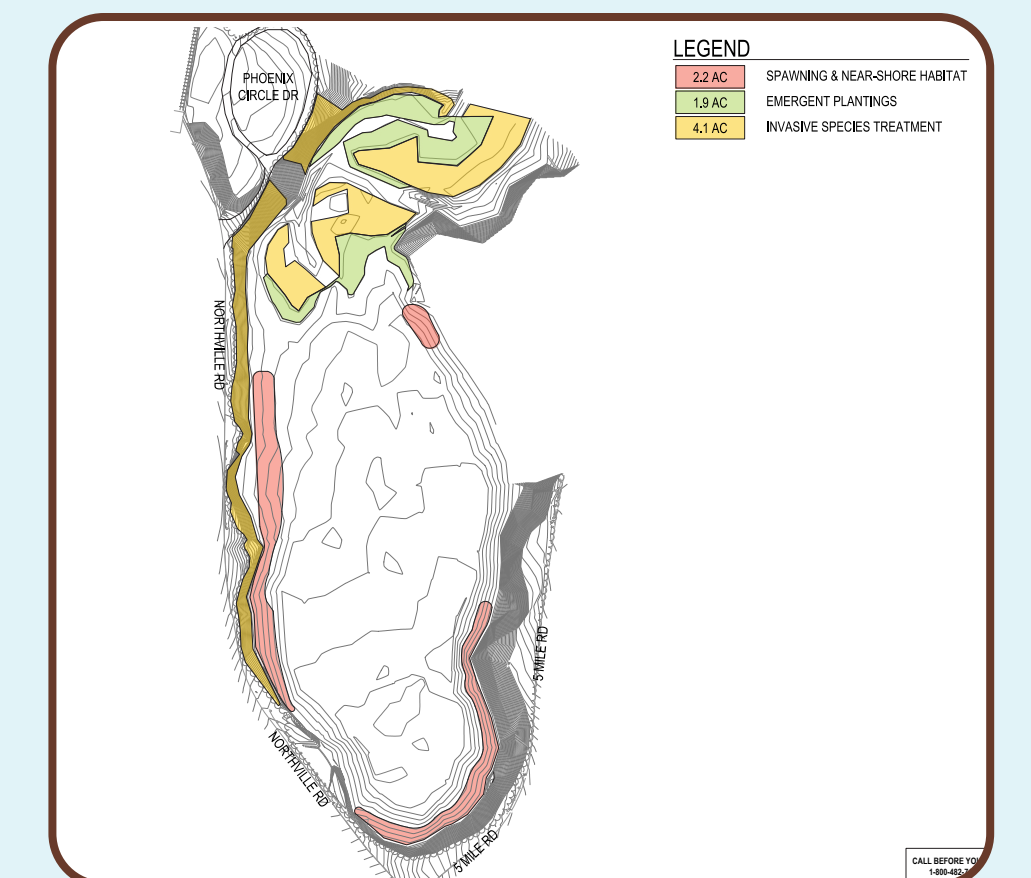 LEGEND
2.2 AC SPAWNING & NEAR-SHORE HABITAT
1.9 AC EMERGENT PLANTINGS
4.1 AC INVASIVE SPECIES TREATMENT
PHOENIX
CIRCLE DR
NORTHVILLE RD
5 MILE RD
NORTHVILLE RD
5 MILE RD
CALL BEFORE YO
1-800-482-7